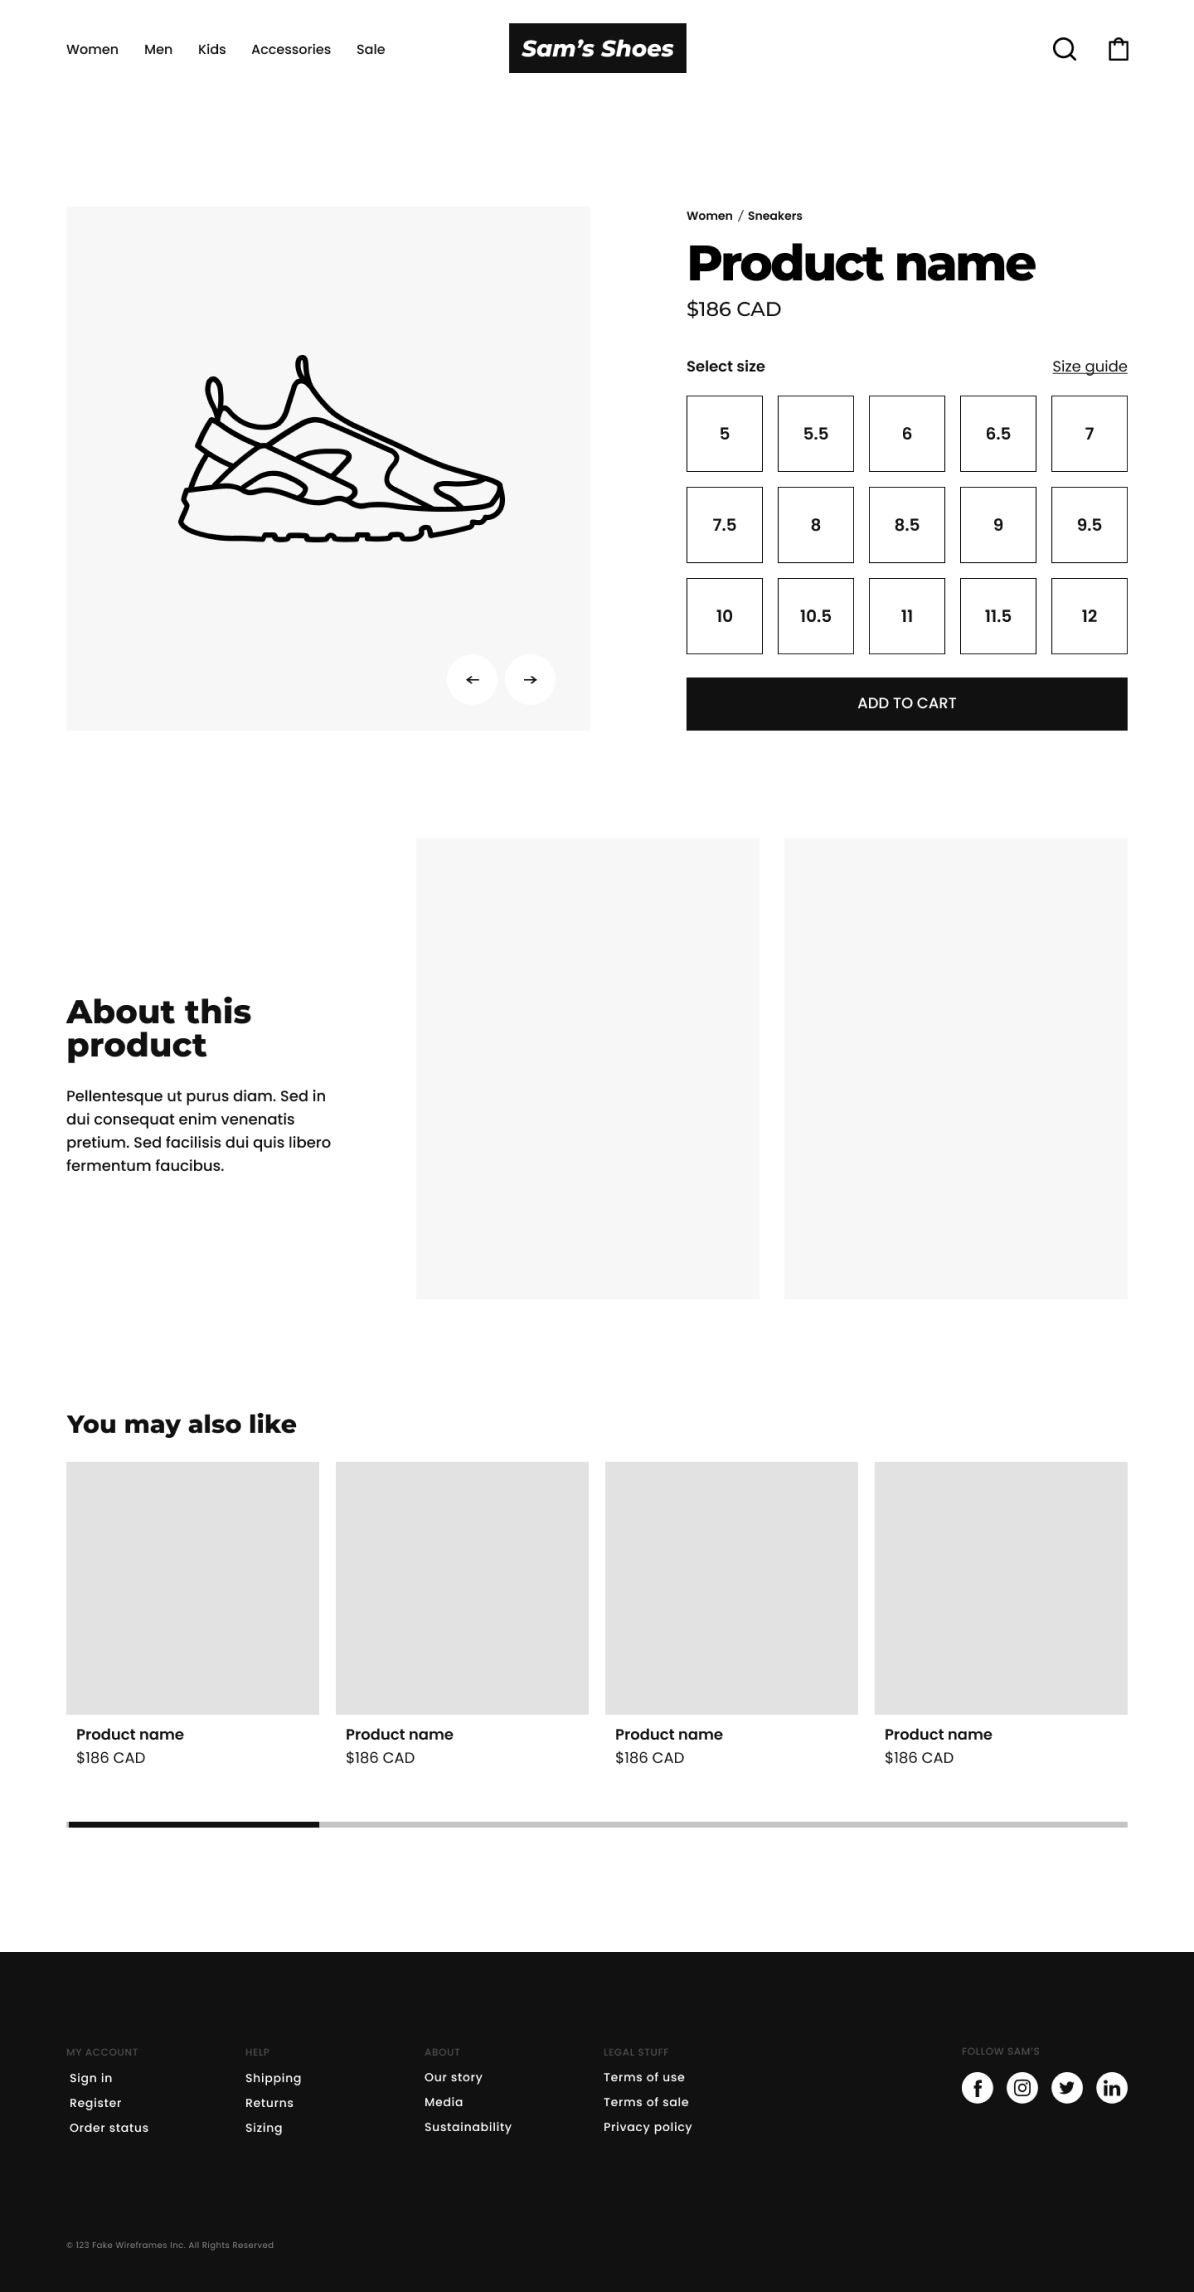 Women Men Kids Accessories Sale
Sam's Shoes
Women / Sneakers
Product name
$186 CAD
Select size
Size guide
5 5.5 6 6.5 7
7.5 8 8.5 9 9.5
10 10.5 11 11.5 12
ADD TO CART
About this
product
Pellentesque ut purus diam. Sed in
dui consequat enim venenatis
pretium. Sed facilisis dui quis libero
fermentum faucibus.
You may also like
Product name
$186 CAD
Product name
$186 CAD
Product name
$186 CAD
Product name
$186 CAD
MY ACCOUNT
Sign in
Register
Order status
HELP
Shipping
Returns
Sizing
ABOUT
Our story
Media
Sustainability
LEGAL STUFF
Terms of use
Terms of sale
Privacy policy
FOLLOW SAM'S
© 123 Fake Wireframes Inc. All Rights Reserved